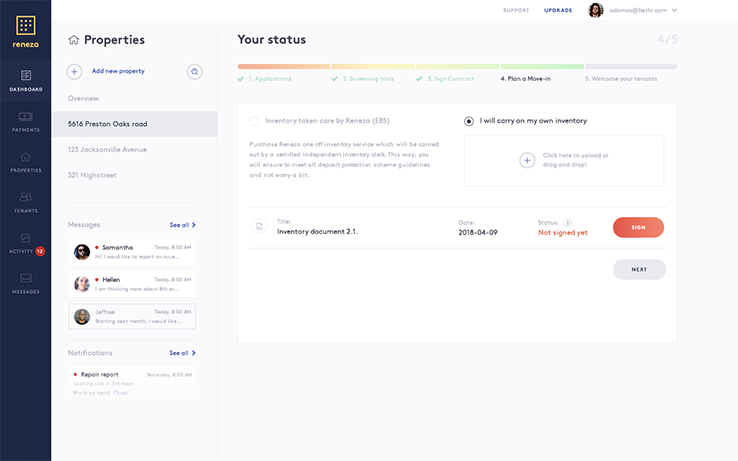 SUPPORT
UPGRADE
adamas@bettr.com
reneza
DASHBOARD
PAYMENTS
PROPERTIES
TENANTS
ACTIVITY 12
MESSAGES
Properties
Add new property
Overview
5616 Preston Oaks road
123 Jacksonville Avenue
321 Highstreet
Messages
See all
Samantha
Today, 8:00 AM
Hi! I would like to report an issue...
Hellen
Today, 8:00 AM
I am thinking more about 8th or...
Jeffree
Today, 8:00 AM
Starting next month, I would like...
Notifications
See all
Repair report
Yesterday, 8:00 AM
Leaking sink in 3rd room
Mark as read Open
Your status
4/5
1. Applications
2. Screening tools
3. Sign Contract
4. Plan a Move-in
5. Welcome your tenants
Inventory taken care by Reneza (£85)
Purchase Reneza one off inventory service which will be carried
out by a certified independent inventory clerk. This way, you
will ensure to meet all deposit protection scheme guidelines
and not worry a bit.
I will carry on my own inventory
Click here to upload or
drag and drop!
Title:
Inventory document 2.1.
Date:
2018-04-09
Status: i
Not signed yet
SIGN
NEXT